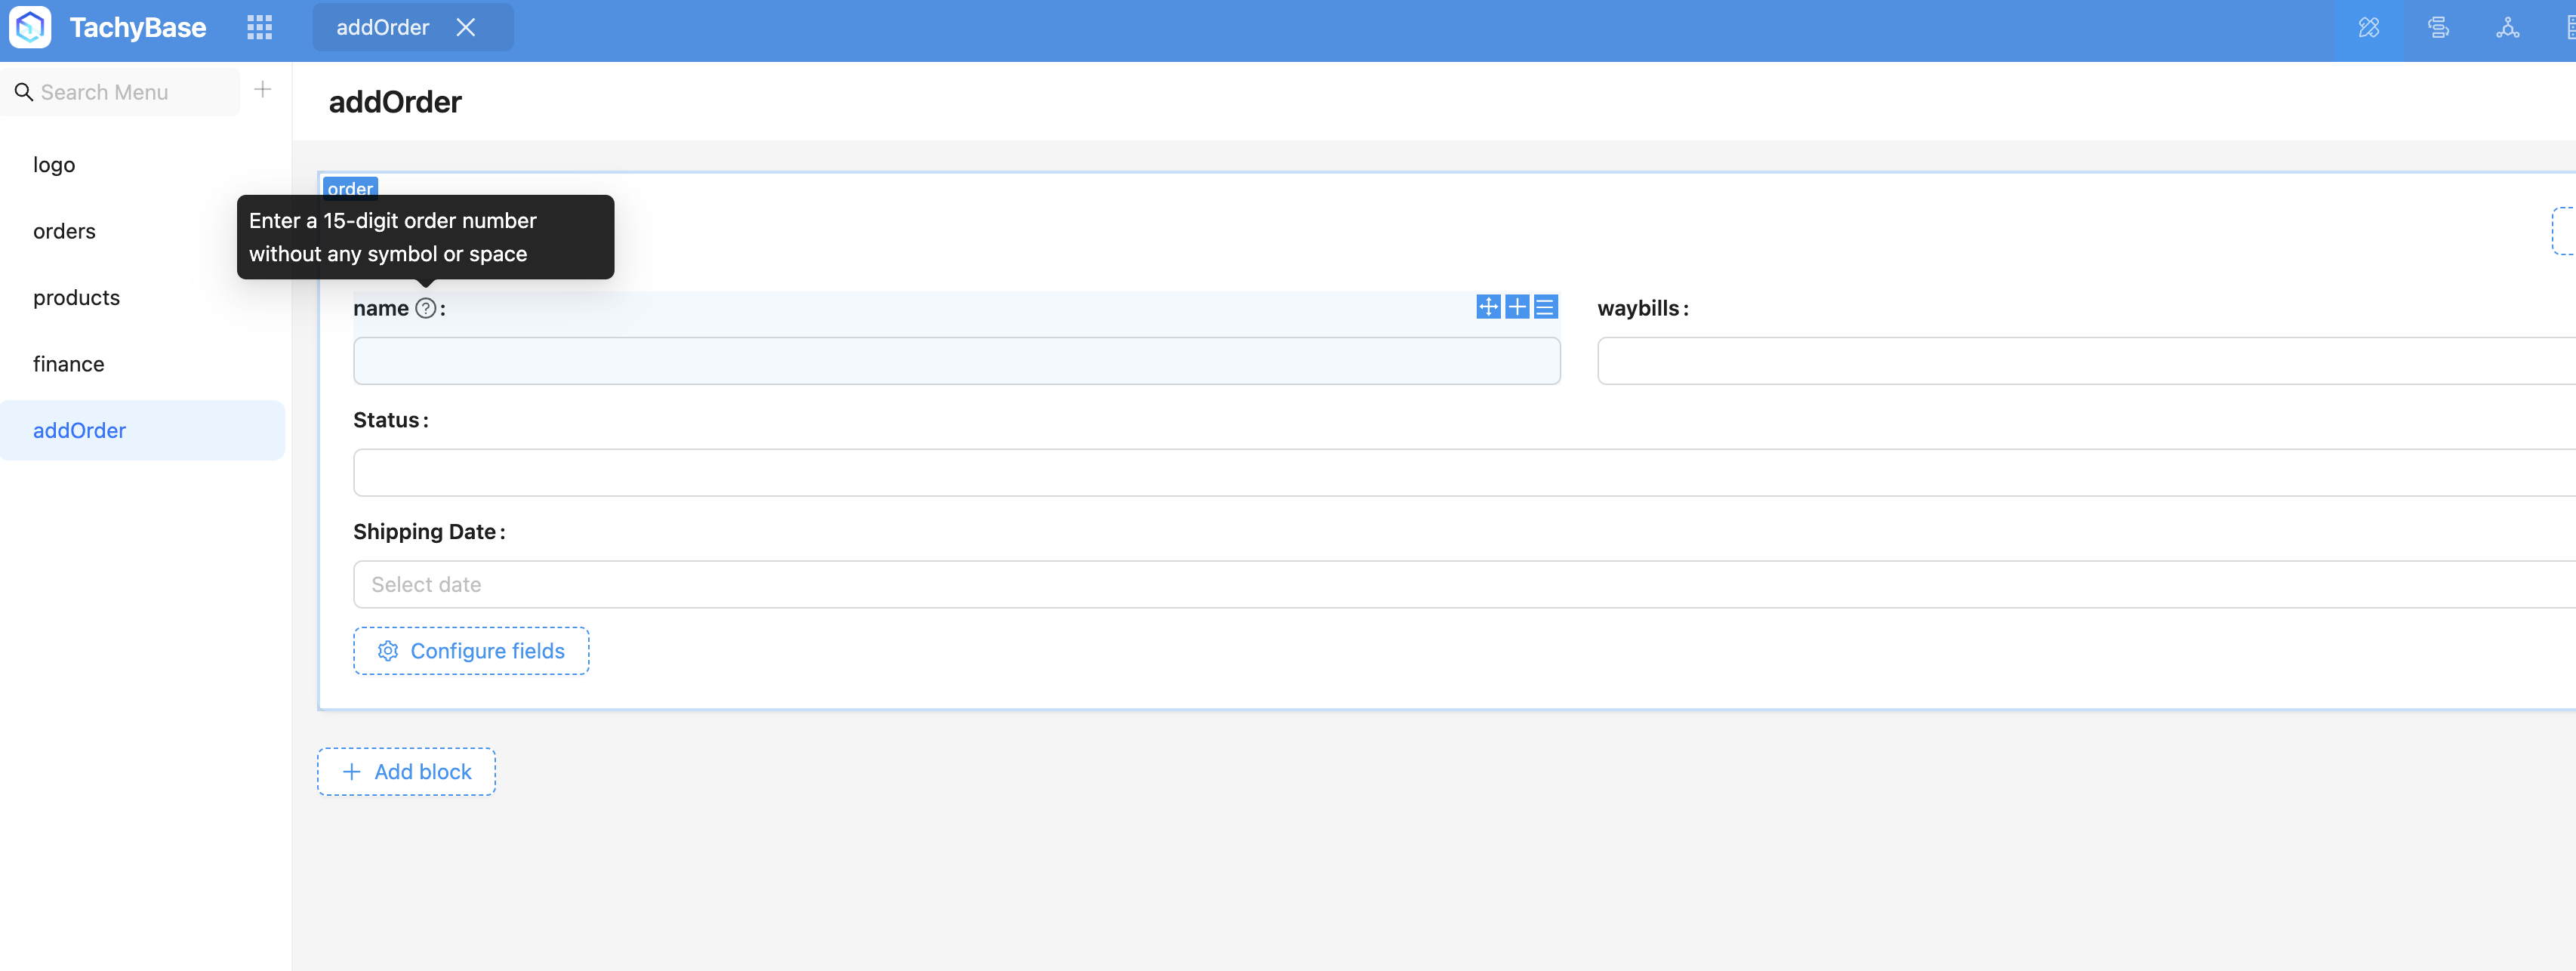 TachyBase
addOrder
Search Menu
addOrder
logo
order
orders
Enter a 15-digit order number
without any symbol or space
products
name ? :
waybills :
finance
addOrder
Status :
Shipping Date :
Select date
Configure fields
Add block